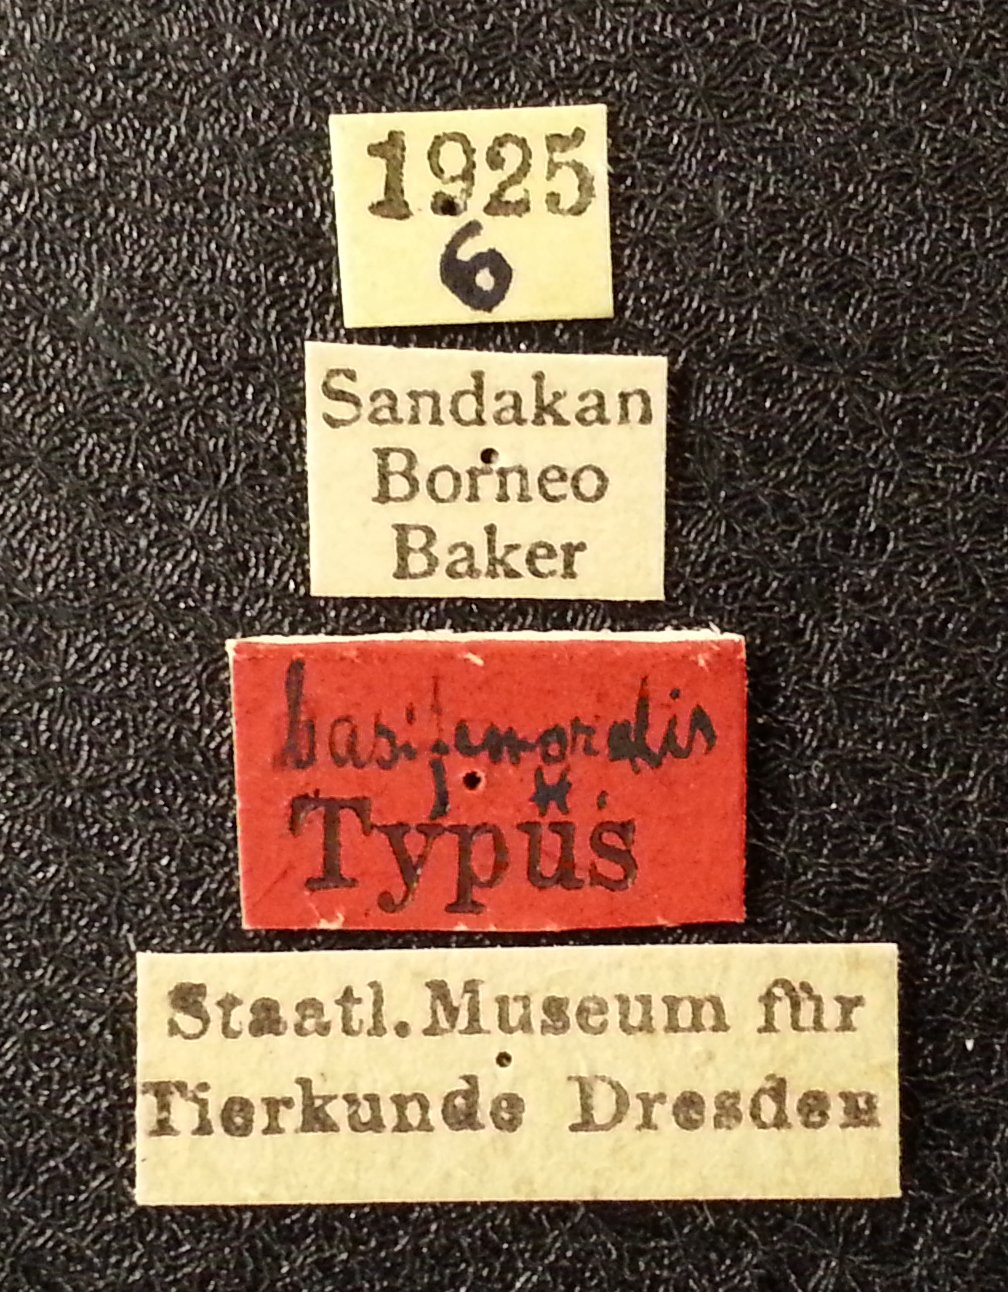 1925
6
Sandakan
Borneo
Baker
basifemoralis
Typus
Staatl. Museum für
Tierkunde Dresden